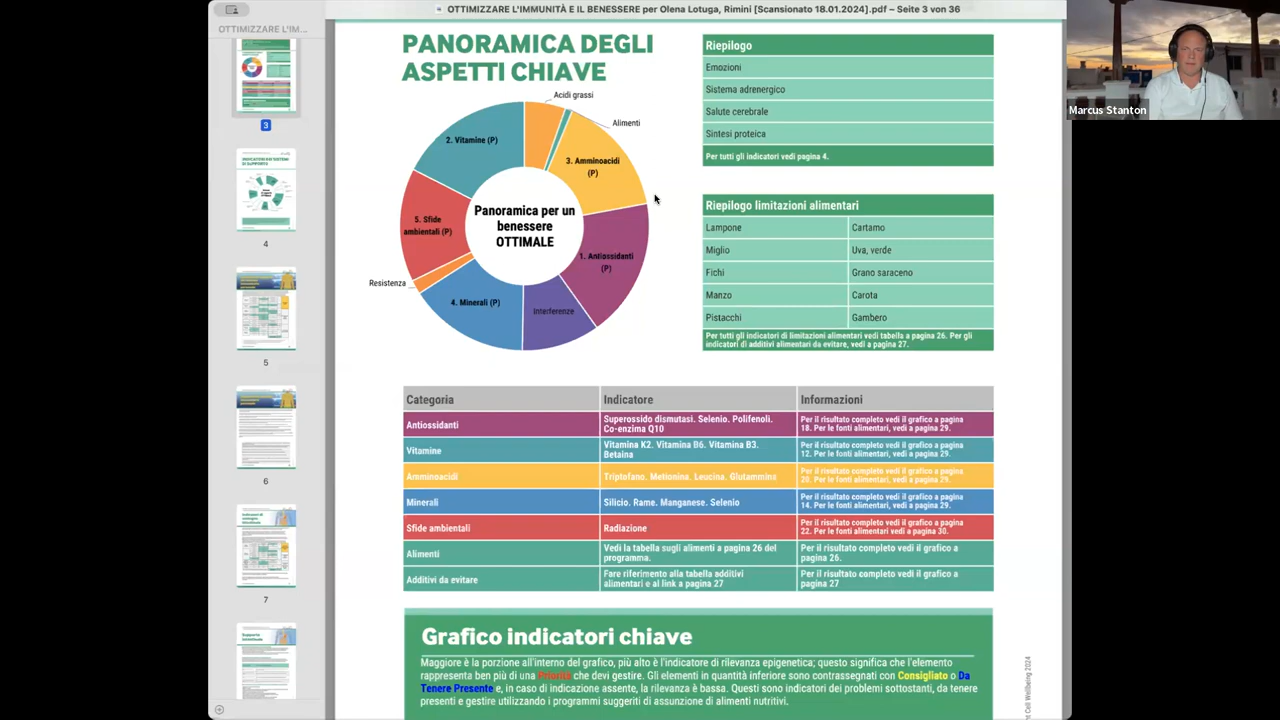 OTTIMIZZARE L'IMMUNITÀ E IL BENESSERE per Olena Lotuga, Rimini [Scansionato 18.01.2024].pdf – Seite 3 von 36
OTTIMIZZARE L'IM...
3
4
5
6
7
Marcus Stanton
PANORAMICA DEGLI
ASPETTI CHIAVE
Acidi grassi
Alimenti
2. Vitamine (P)
3. Amminoacidi
(P)
5. Sfide
ambientali (P)
Panoramica per un
benessere
OTTIMALE
1. Antiossidanti
(P)
Resistenza
4. Minerali (P)
Interferenze
Riepilogo
Emozioni
Sistema adrenergico
Salute cerebrale
Sintesi proteica
Per tutti gli indicatori vedi pagina 4.
Riepilogo limitazioni alimentari
Lampone Cartamo
Miglio Uva, verde
Fichi Grano saraceno
Manzo Carota
Pistacchi Gambero
Per tutti gli indicatori di limitazioni alimentari vedi tabella a pagina 26. Per gli
indicatori di additivi alimentari da evitare, vedi a pagina 27.
Categoria Indicatore Informazioni
Antiossidanti
Superossido dismutasi. Selenio. Polifenoli.
Co-enzima Q10
Per il risultato completo vedi il grafico a pagina
18. Per le fonti alimentari, vedi a pagina 29.
Vitamine
Vitamina K2. Vitamina B6. Vitamina B3.
Betaina
Per il risultato completo vedi il grafico a pagina
12. Per le fonti alimentari, vedi a pagina 29.
Amminoacidi
Triptofano. Metionina. Leucina. Glutammins
Per il risultato completo vedi il grafico a pagina
20. Per le fonti alimentari, vedi a pagina 29.
Minerali
Silicio. Rame. Manganese. Selenio
Per il risultato completo vedi il grafico a pagina
14. Per le fonti alimentari, vedi a pagina 29.
Sfide ambientali
Radiazione
Per il risultato completo vedi il grafico a pagina
22. Per le fonti alimentari, vedi a pagina 30.
Alimenti
Vedi la tabella sugli alimenti a pagina 26 del
programma.
Per il risultato completo vedi il grafico a
pagina 26.
Additivi da evitare
Fare riferimento alla tabella additivi
alimentari e al link a pagina 27
Per il risultato completo vedi il grafico a
pagina 27
Grafico indicatori chiave
Maggiore è la porzione all'interno del grafico, più alto è l'indicatore di rilevanza epigenetica; questo significa che l'elemento
rappresenta ben più di una Priorità che devi gestire. Gli elementi in quantità inferiore sono contrassegnati con Consigliato o Da
Tenere Presente e, in caso di indicazione assente, la rilevanza è bassa. Questi sono indicatori dei problemi sottostanti, da tenere
presenti e gestire utilizzando i programmi suggeriti di assunzione di alimenti nutritivi.
Cell Wellbeing 2024